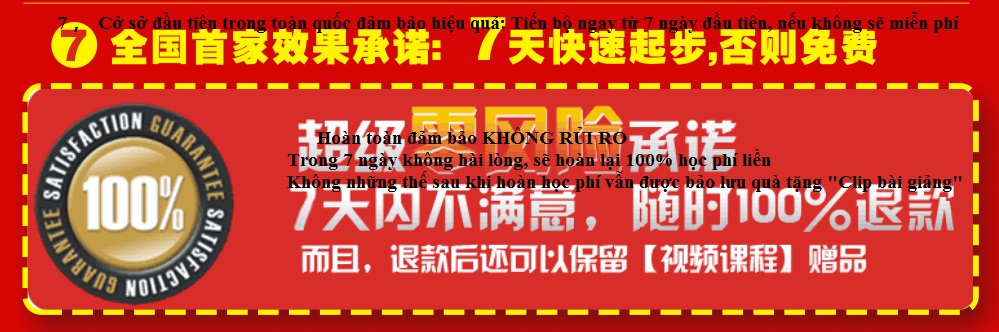 7 , Cở sở đầu tiên trong toàn quốc đảm bảo hiệu quả: Tiến bộ ngay từ 7 ngày đầu tiên, nếu không sẽ miễn phí
7 全国首家效果承诺: 7天快速起步,否则免费
超级零风险承诺
Hoàn toàn đảm bảo KHÔNG RỦI RO
Trong 7 ngày không hài lòng, sẽ hoàn lại 100% học phí liền
Không những thế sau khi hoàn học phí vẫn được bảo lưu quà tặng "Clip bài giảng"
7天内不满意，随时100%退款
而且，退款后还可以保留【视频课程】赠品
SATISFACTION GUARANTEE
100%
SATISFACTION GUARANTEE